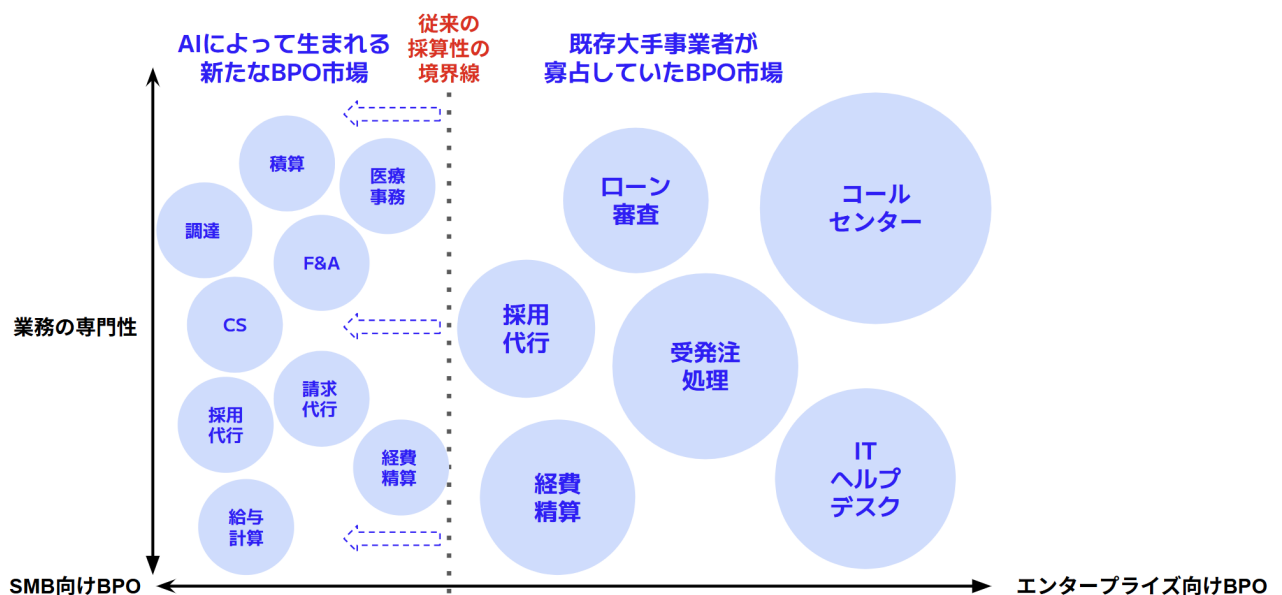 AIによって生まれる
新たなBPO市場
従来の
採算性の
境界線
既存大手事業者が
寡占していたBPO市場
積算
医療
事務
調達
F&A
CS
請求
代行
採用
代行
経費
精算
給与
計算
ローン
審査
コール
センター
採用
代行
受発注
処理
経費
精算
IT
ヘルプ
デスク
業務の専門性
SMB向けBPO
エンタープライズ向けBPO